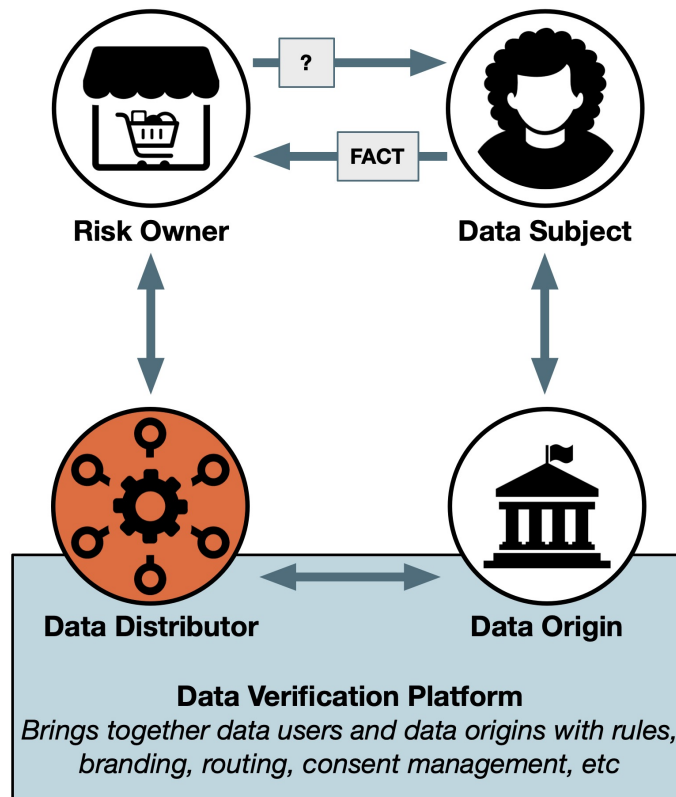 ?
FACT
Risk Owner
Data Subject
Data Distributor
Data Origin
Data Verification Platform
Brings together data users and data origins with rules,
branding, routing, consent management, etc